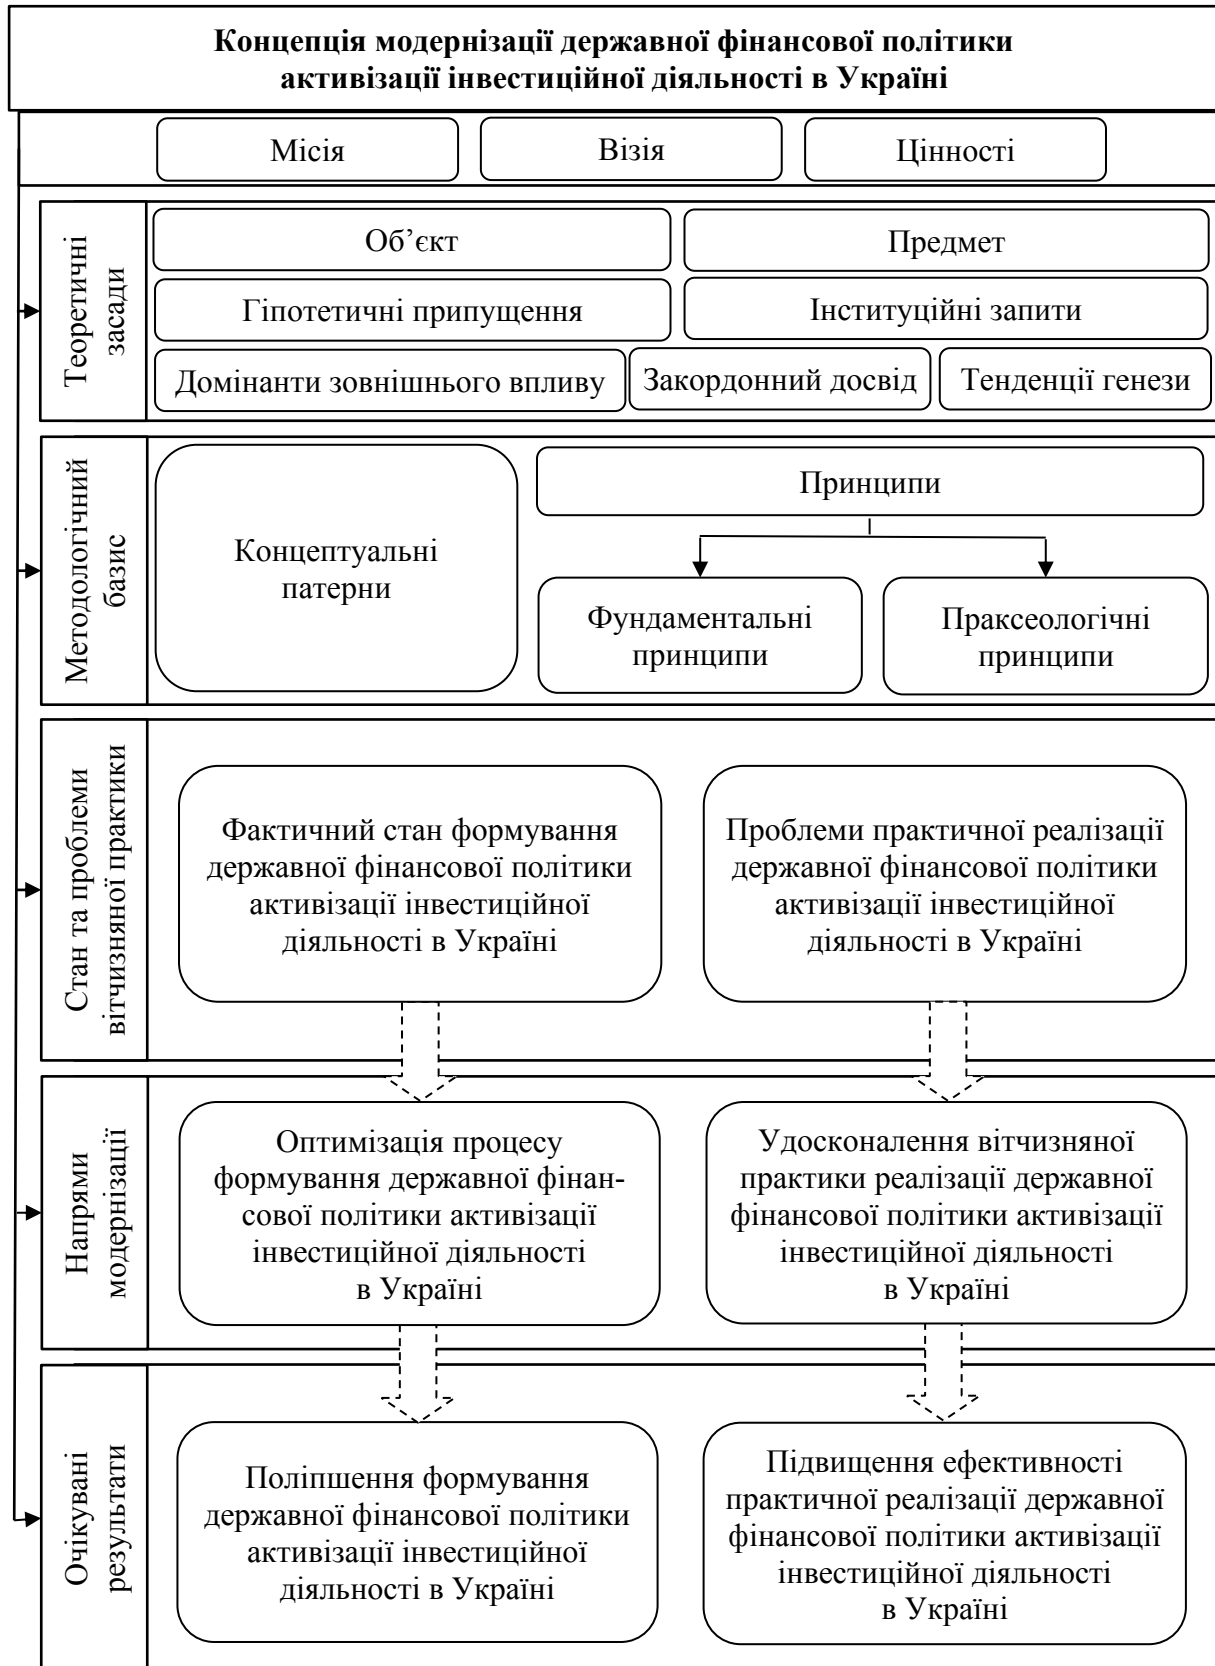 Концепція модернізації державної фінансової політики
активізації інвестиційної діяльності в Україні
Місія
Візія
Цінності
Теоретичні
засади
Об’єкт
Предмет
Гіпотетичні припущення
Інституційні запити
Домінанти зовнішнього впливу
Закордонний досвід
Тенденції генези
Методологічний
базис
Концептуальні
патерни
Принципи
Фундаментальні
принципи
Праксеологічні
принципи
Стан та проблеми
вітчизняної практики
Фактичний стан формування
державної фінансової політики
активізації інвестиційної
діяльності в Україні
Проблеми практичної реалізації
державної фінансової політики
активізації інвестиційної
діяльності в Україні
Напрями
модернізації
Оптимізація процесу
формування державної фінан-
сової політики активізації
інвестиційної діяльності
в Україні
Удосконалення вітчизняної
практики реалізації державної
фінансової політики активізації
інвестиційної діяльності
в Україні
Очікувані
результати
Поліпшення формування
державної фінансової політики
активізації інвестиційної
діяльності в Україні
Підвищення ефективності
практичної реалізації державної
фінансової політики активізації
інвестиційної діяльності
в Україні